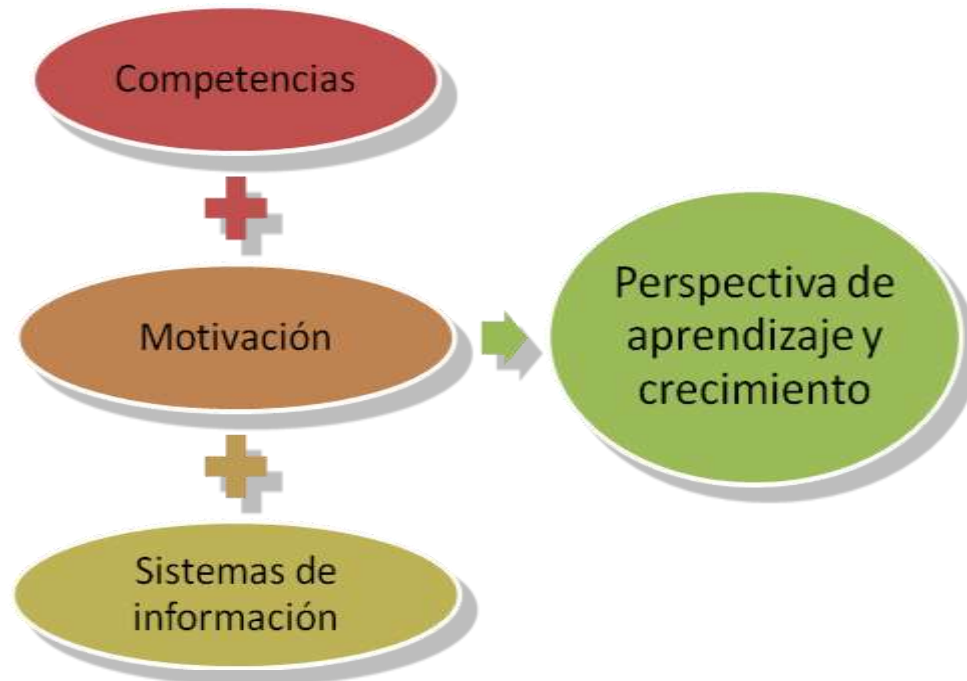 Competencias
Motivación
Sistemas de
información
Perspectiva de
aprendizaje y
crecimiento